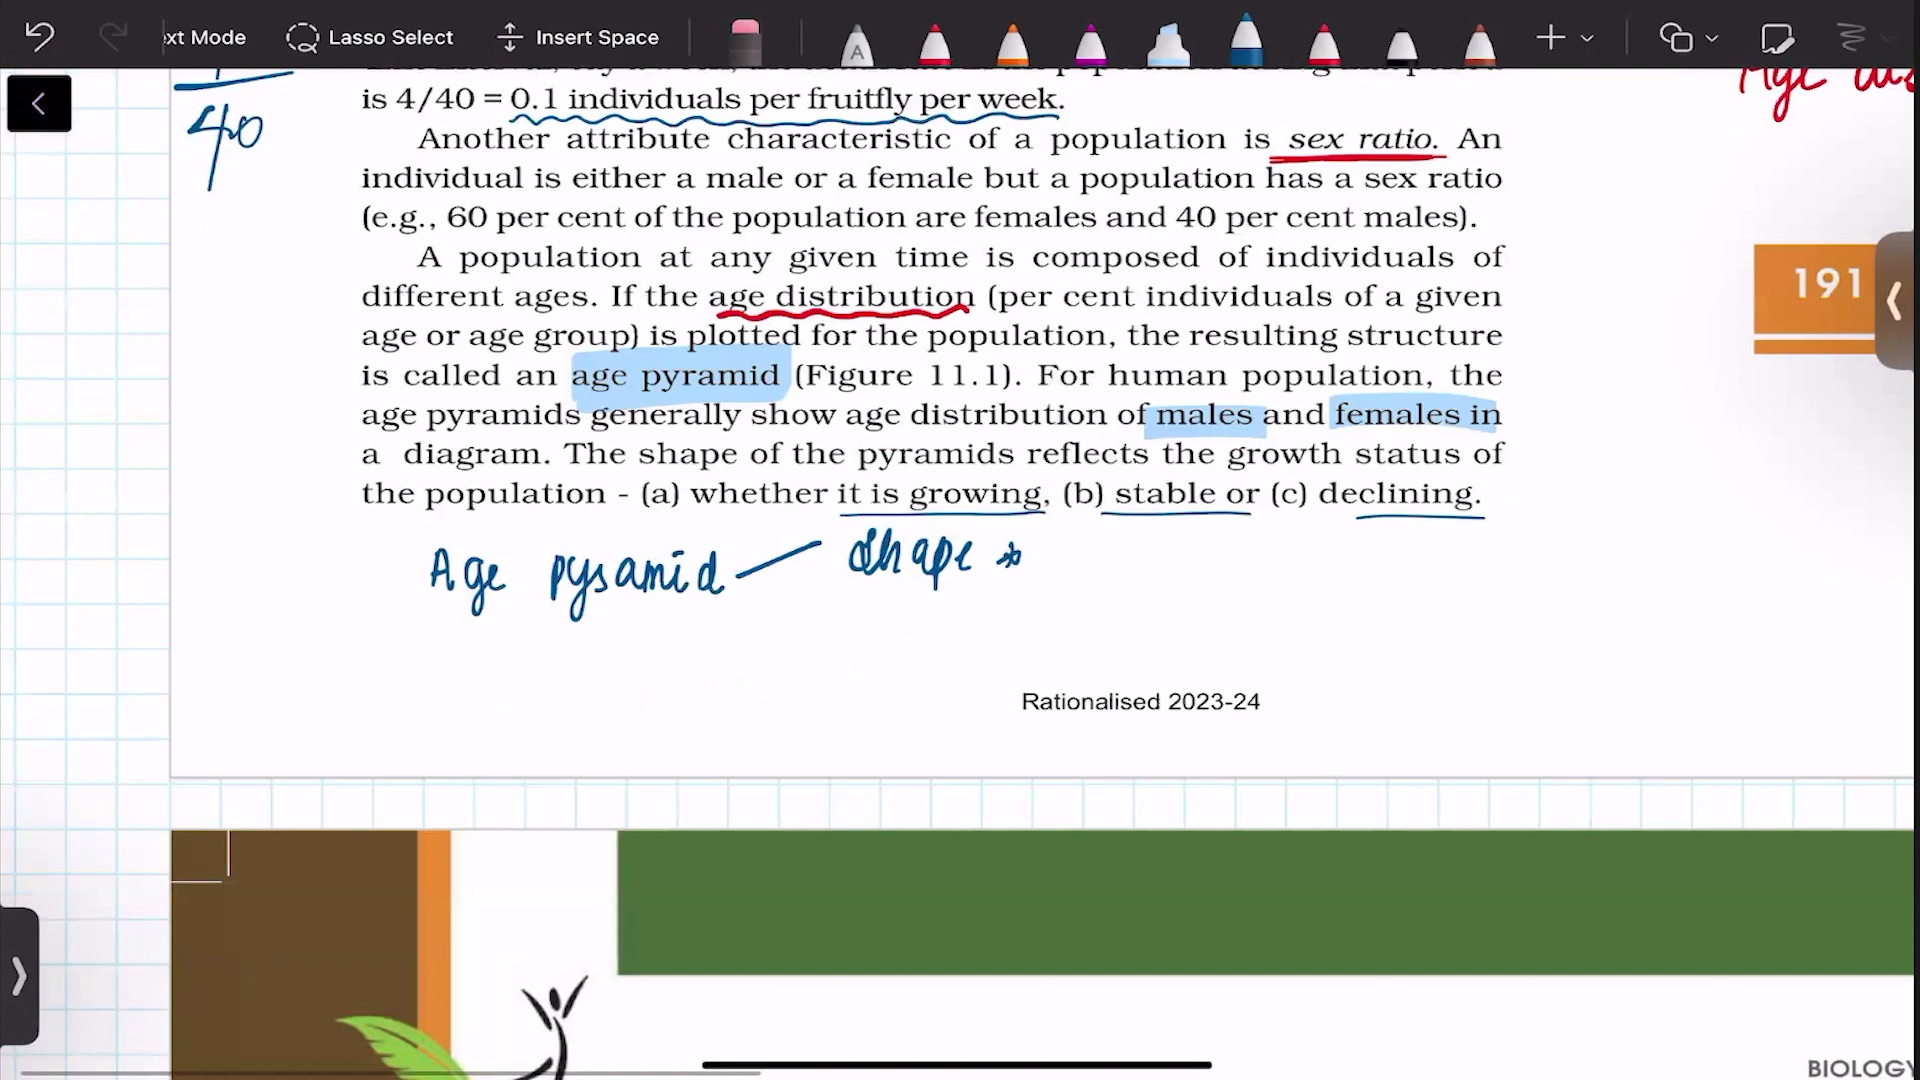 xt Mode Lasso Select Insert Space
A
is 4/40 = 0.1 individuals per fruitfly per week.
40
Another attribute characteristic of a population is sex ratio. An
individual is either a male or a female but a population has a sex ratio
(e.g., 60 per cent of the population are females and 40 per cent males).
A population at any given time is composed of individuals of
different ages. If the age distribution (per cent individuals of a given
age or age group) is plotted for the population, the resulting structure
is called an age pyramid (Figure 11.1). For human population, the
age pyramids generally show age distribution of males and females in
a diagram. The shape of the pyramids reflects the growth status of
the population - (a) whether it is growing, (b) stable or (c) declining.
191
Age
Age pyramid — shape *
Rationalised 2023-24
BIOLOGY